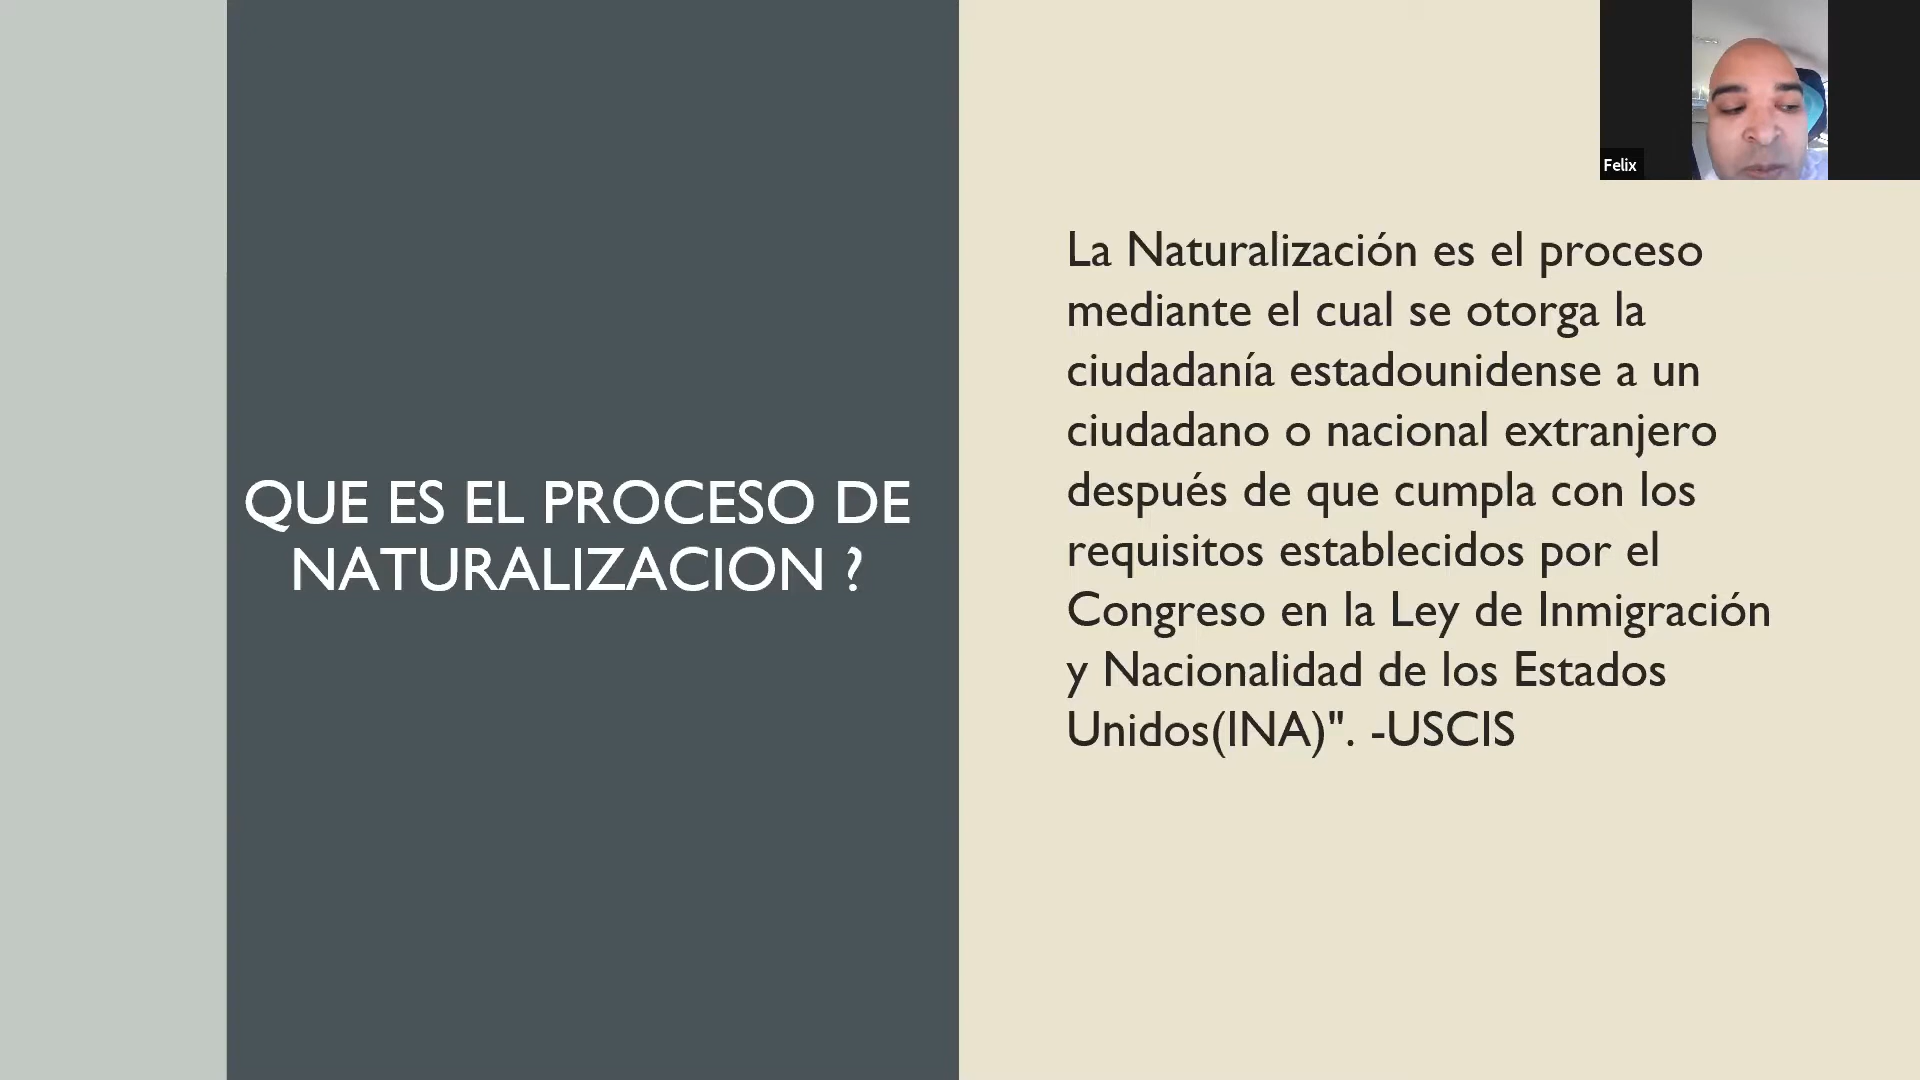 QUE ES EL PROCESO DE
NATURALIZACION ?
Felix
La Naturalización es el proceso
mediante el cual se otorga la
ciudadanía estadounidense a un
ciudadano o nacional extranjero
después de que cumpla con los
requisitos establecidos por el
Congreso en la Ley de Inmigración
y Nacionalidad de los Estados
Unidos(INA)". -USCIS